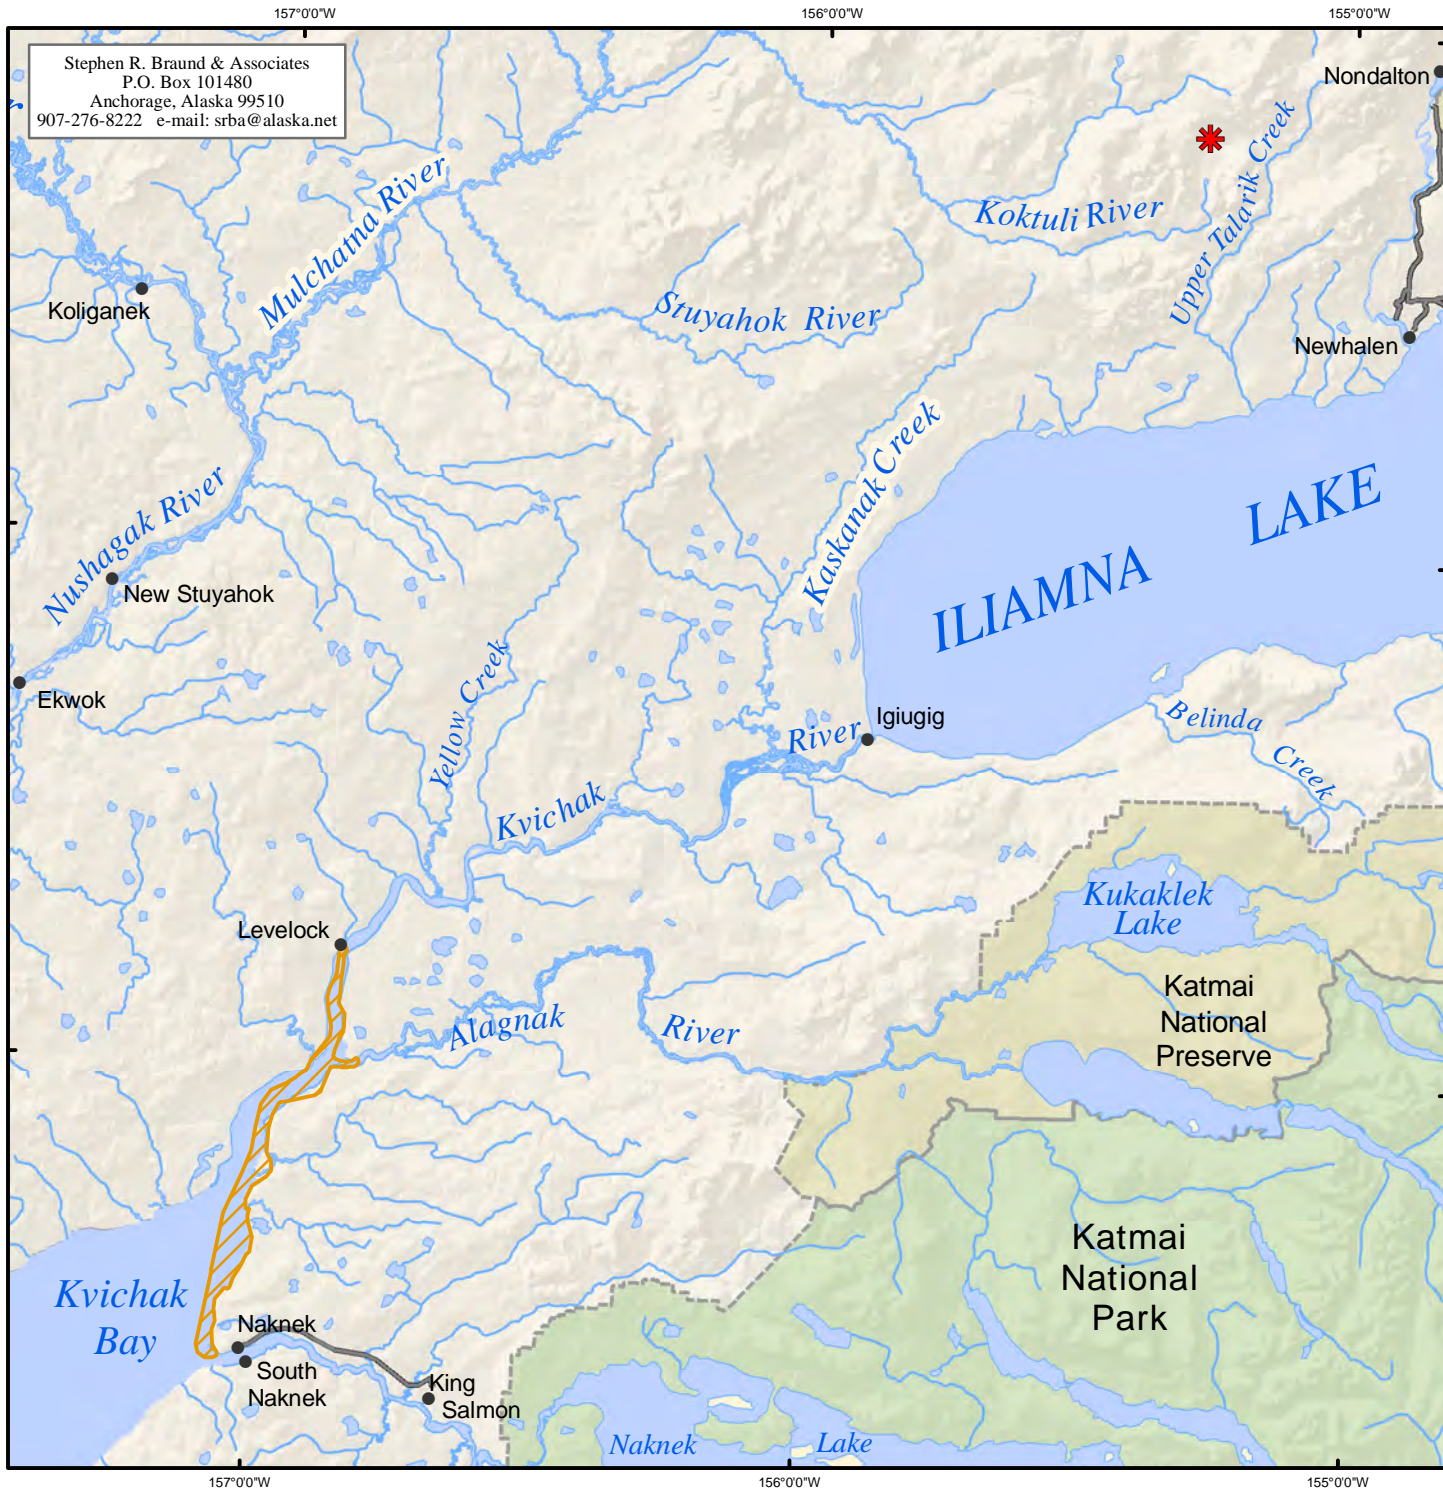 157°0'0"W
156°0'0"W
155°0'0"W
Stephen R. Braund & Associates
P.O. Box 101480
Anchorage, Alaska 99510
907-276-8222 e-mail: srba@alaska.net
Nondalton
Mulchatna River
Koktuli River
Upper Talarik Creek
Koliganek
Stuyahok River
Newhalen
Kaskanak Creek
Nushagak River
LAKE
ILIAMNA
New Stuyahok
Yellow Creek
Ekwok
Igiugig
River
Belinda
Creek
Kvichak
Kukaklek
Lake
Levelock
Alagnak
River
Katmai
National
Preserve
Katmai
National
Park
Kvichak
Bay
Naknek
South
Naknek
King
Salmon
Naknek
Lake
157°0'0"W
156°0'0"W
155°0'0"W